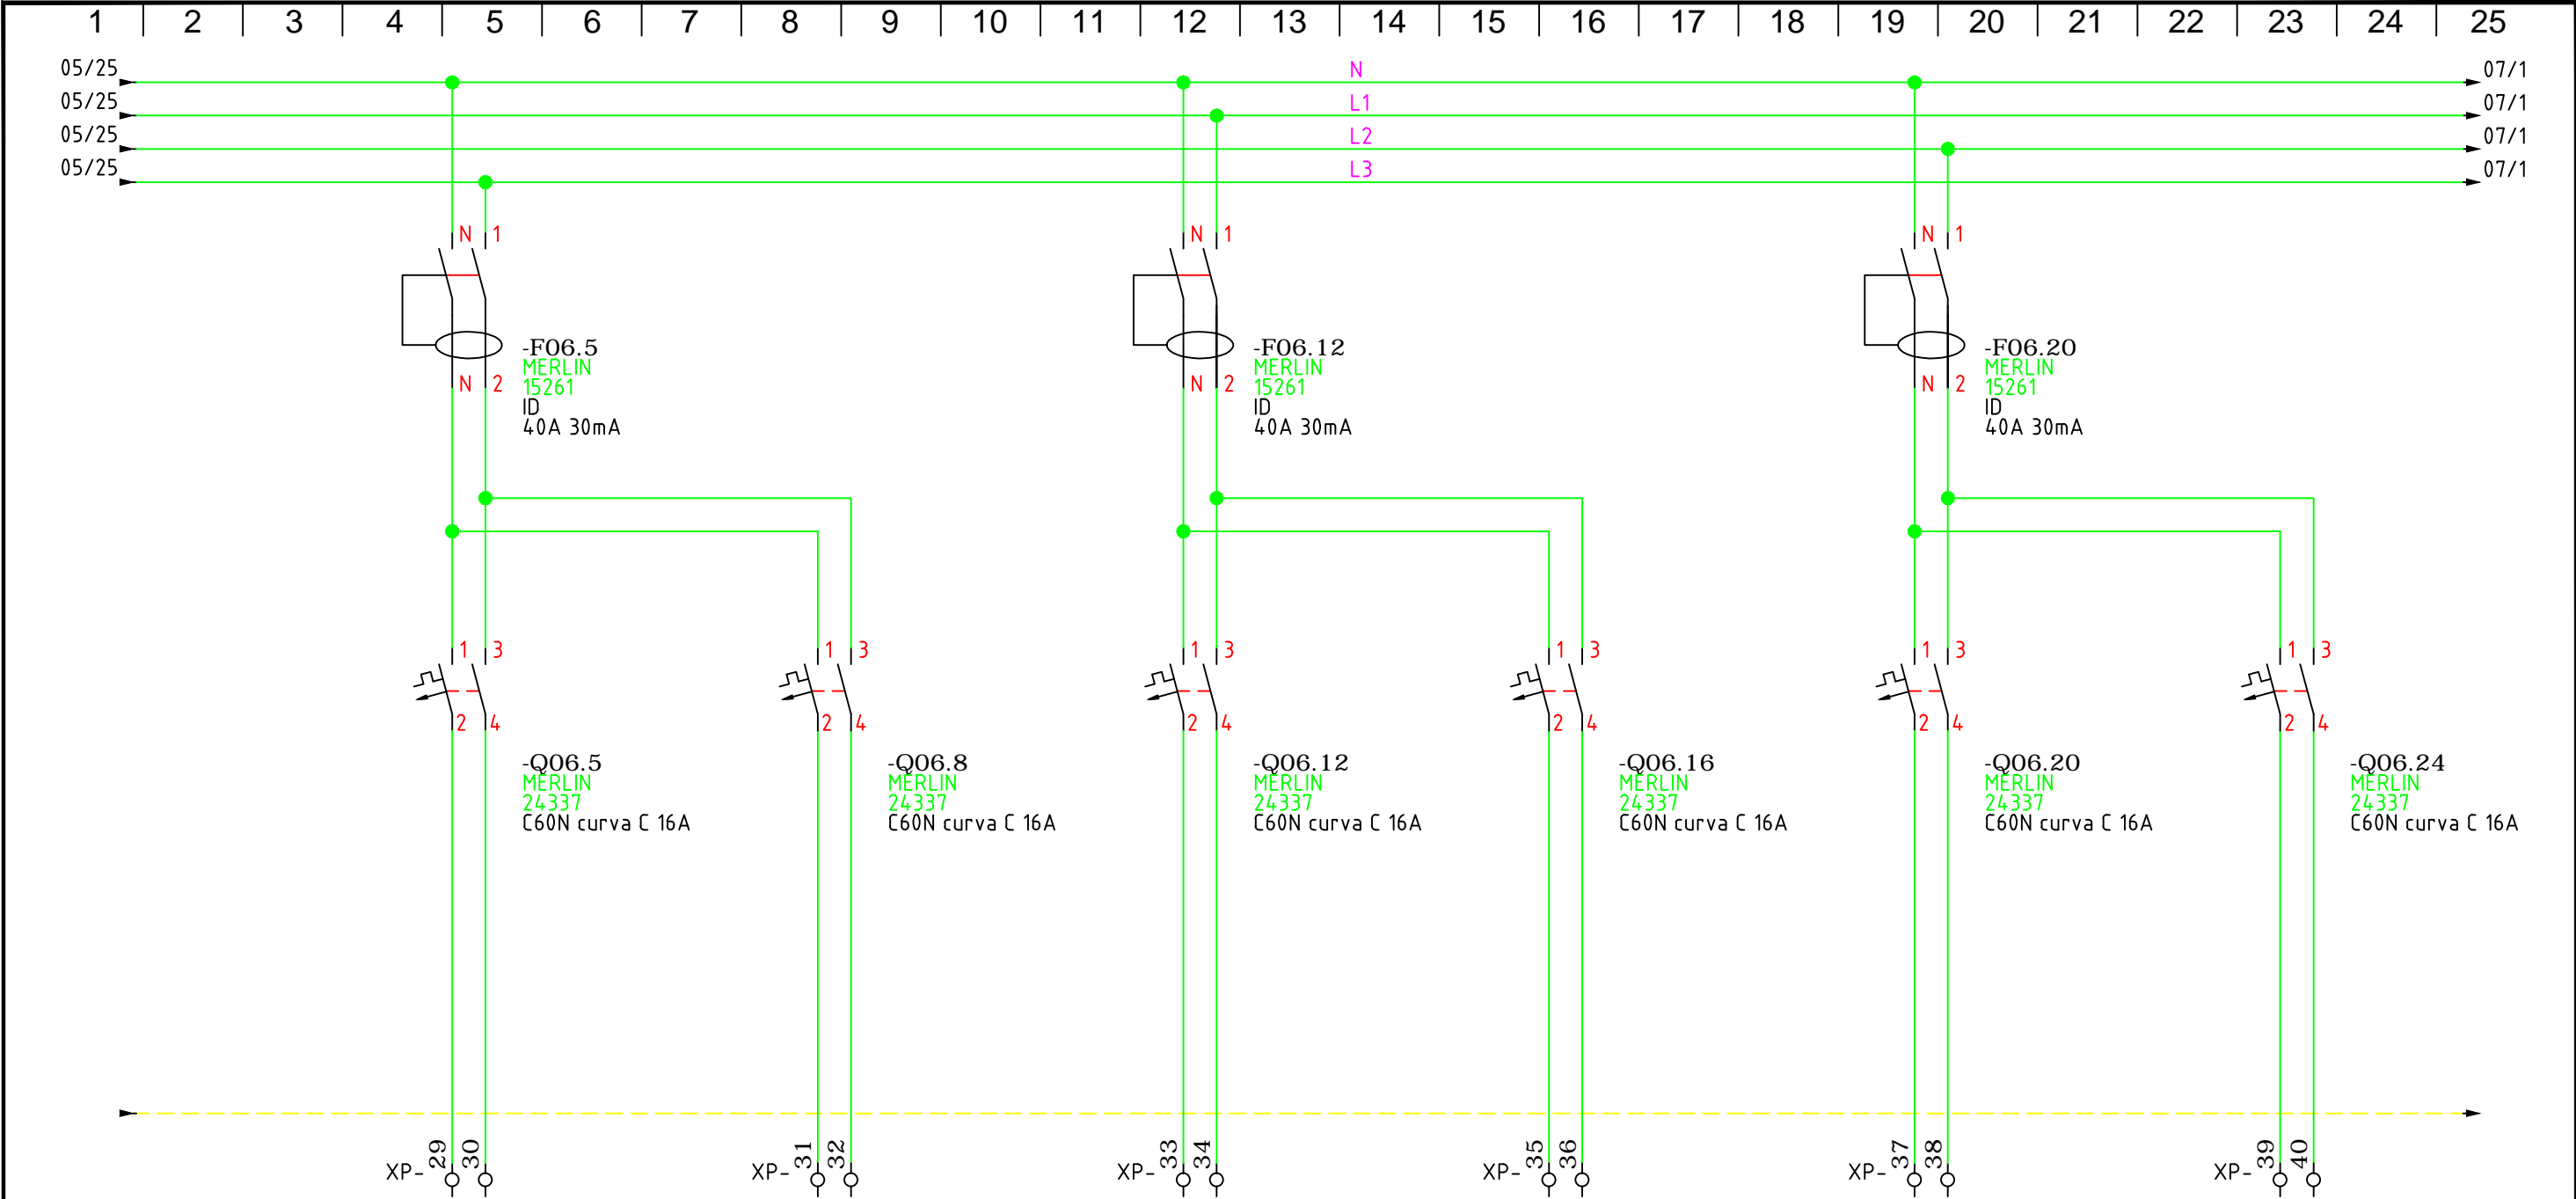 1 2 3 4 5 6 7 8 9 10 11 12 13 14 15 16 17 18 19 20 21 22 23 24 25
05/25 N 07/1
05/25 L1 07/1
05/25 L2 07/1
05/25 L3 07/1
N 1 N 1 N 1
-F06.5 -F06.12 -F06.20
MERLIN MERLIN MERLIN
N 2 15261 N 2 15261 N 2 15261
ID ID ID
40A 30mA 40A 30mA 40A 30mA
1 3 1 3 1 3 1 3 1 3 1 3
2 4 2 4 2 4 2 4 2 4 2 4
-Q06.5 -Q06.8 -Q06.12 -Q06.16 -Q06.20 -Q06.24
MERLIN MERLIN MERLIN MERLIN MERLIN MERLIN
24337 24337 24337 24337 24337 24337
C60N curva C 16A C60N curva C 16A C60N curva C 16A C60N curva C 16A C60N curva C 16A C60N curva C 16A
XP- 29 30 XP- 31 32 XP- 33 34 XP- 35 36 XP- 37 38 XP- 39 40